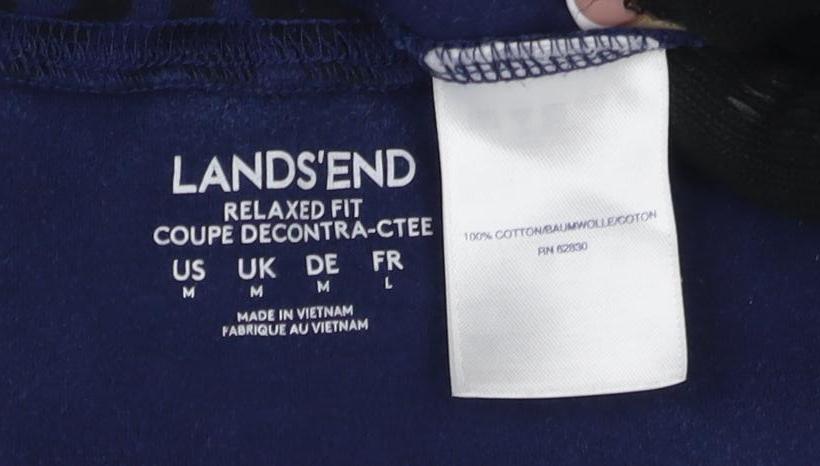 LANDS'END
RELAXED FIT
COUPE DECONTRA-CTEE
US UK DE FR
M M M L
MADE IN VIETNAM
FABRIQUE AU VIETNAM
100% COTTON/BAUMWOLLE/COTON
RN 62830